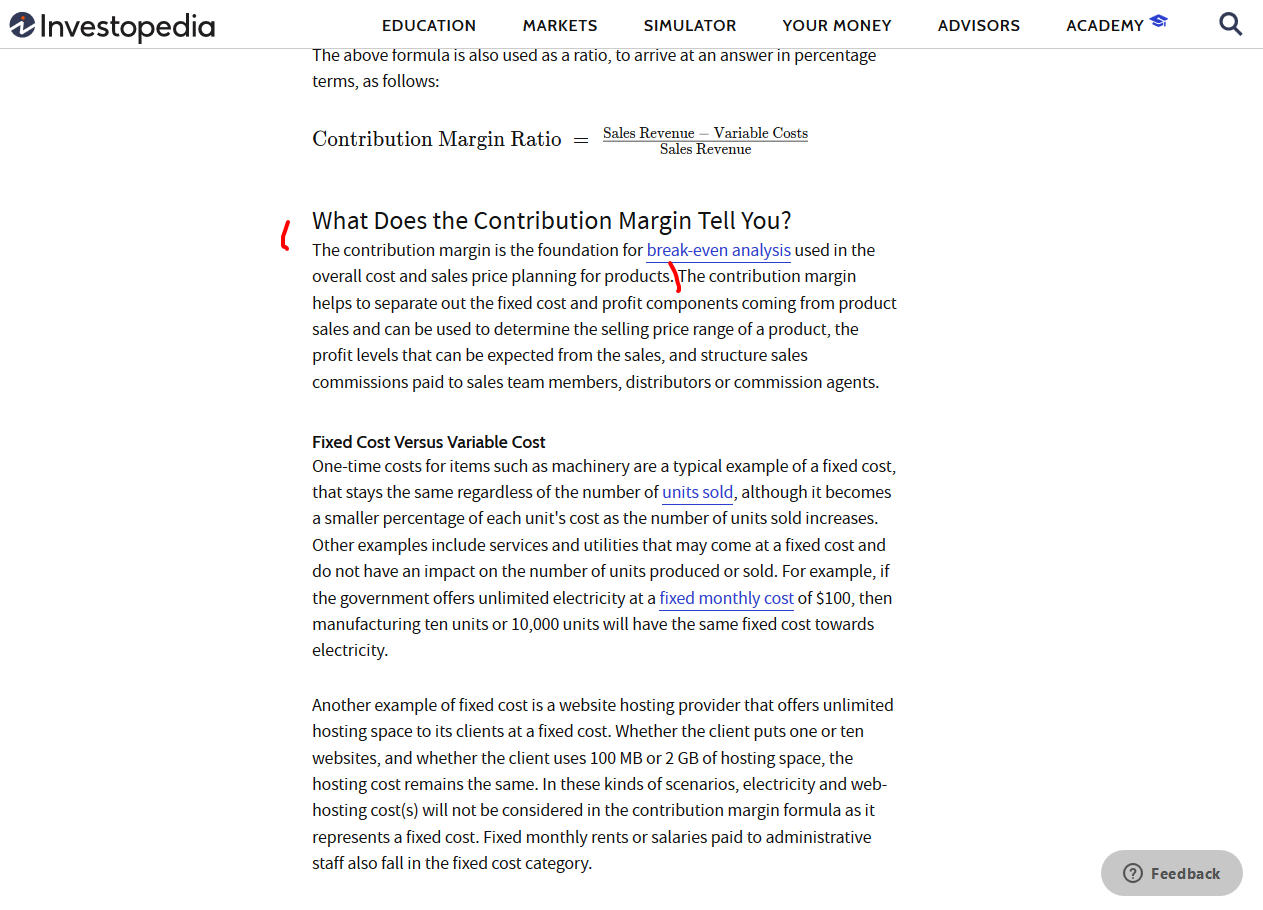 Investopedia EDUCATION MARKETS SIMULATOR YOUR MONEY ADVISORS ACADEMY
The above formula is also used as a ratio, to arrive at an answer in percentage
terms, as follows:
Contribution Margin Ratio = Sales Revenue − Variable Costs
Sales Revenue
What Does the Contribution Margin Tell You?
The contribution margin is the foundation for break-even analysis used in the
overall cost and sales price planning for products. The contribution margin
helps to separate out the fixed cost and profit components coming from product
sales and can be used to determine the selling price range of a product, the
profit levels that can be expected from the sales, and structure sales
commissions paid to sales team members, distributors or commission agents.
Fixed Cost Versus Variable Cost
One-time costs for items such as machinery are a typical example of a fixed cost,
that stays the same regardless of the number of units sold, although it becomes
a smaller percentage of each unit's cost as the number of units sold increases.
Other examples include services and utilities that may come at a fixed cost and
do not have an impact on the number of units produced or sold. For example, if
the government offers unlimited electricity at a fixed monthly cost of $100, then
manufacturing ten units or 10,000 units will have the same fixed cost towards
electricity.
Another example of fixed cost is a website hosting provider that offers unlimited
hosting space to its clients at a fixed cost. Whether the client puts one or ten
websites, and whether the client uses 100 MB or 2 GB of hosting space, the
hosting cost remains the same. In these kinds of scenarios, electricity and web-
hosting cost(s) will not be considered in the contribution margin formula as it
represents a fixed cost. Fixed monthly rents or salaries paid to administrative
staff also fall in the fixed cost category.
Feedback